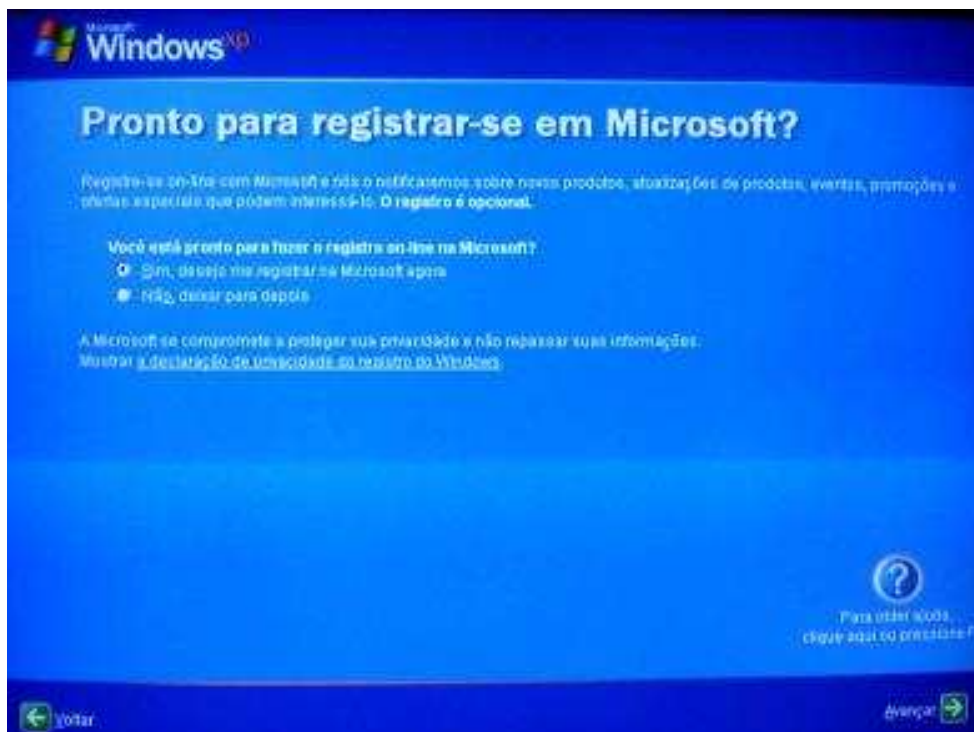 Microsoft
Windows xp
Pronto para registrar-se em Microsoft?
Registre-se on-line com Microsoft e nós o notificaremos sobre novos produtos, atualizações de produtos, eventos, promoções e
ofertas especiais que podem interessá-lo. O registro é opcional.
Você está pronto para fazer o registro on-line na Microsoft?
Sim, desejo me registrar na Microsoft agora
Não, deixar para depois
A Microsoft se compromete a proteger sua privacidade e não repassar suas informações.
Mostrar a declaração de privacidade do registro do Windows.
Para obter ajuda,
clique aqui ou pressione F
Voltar
Avançar